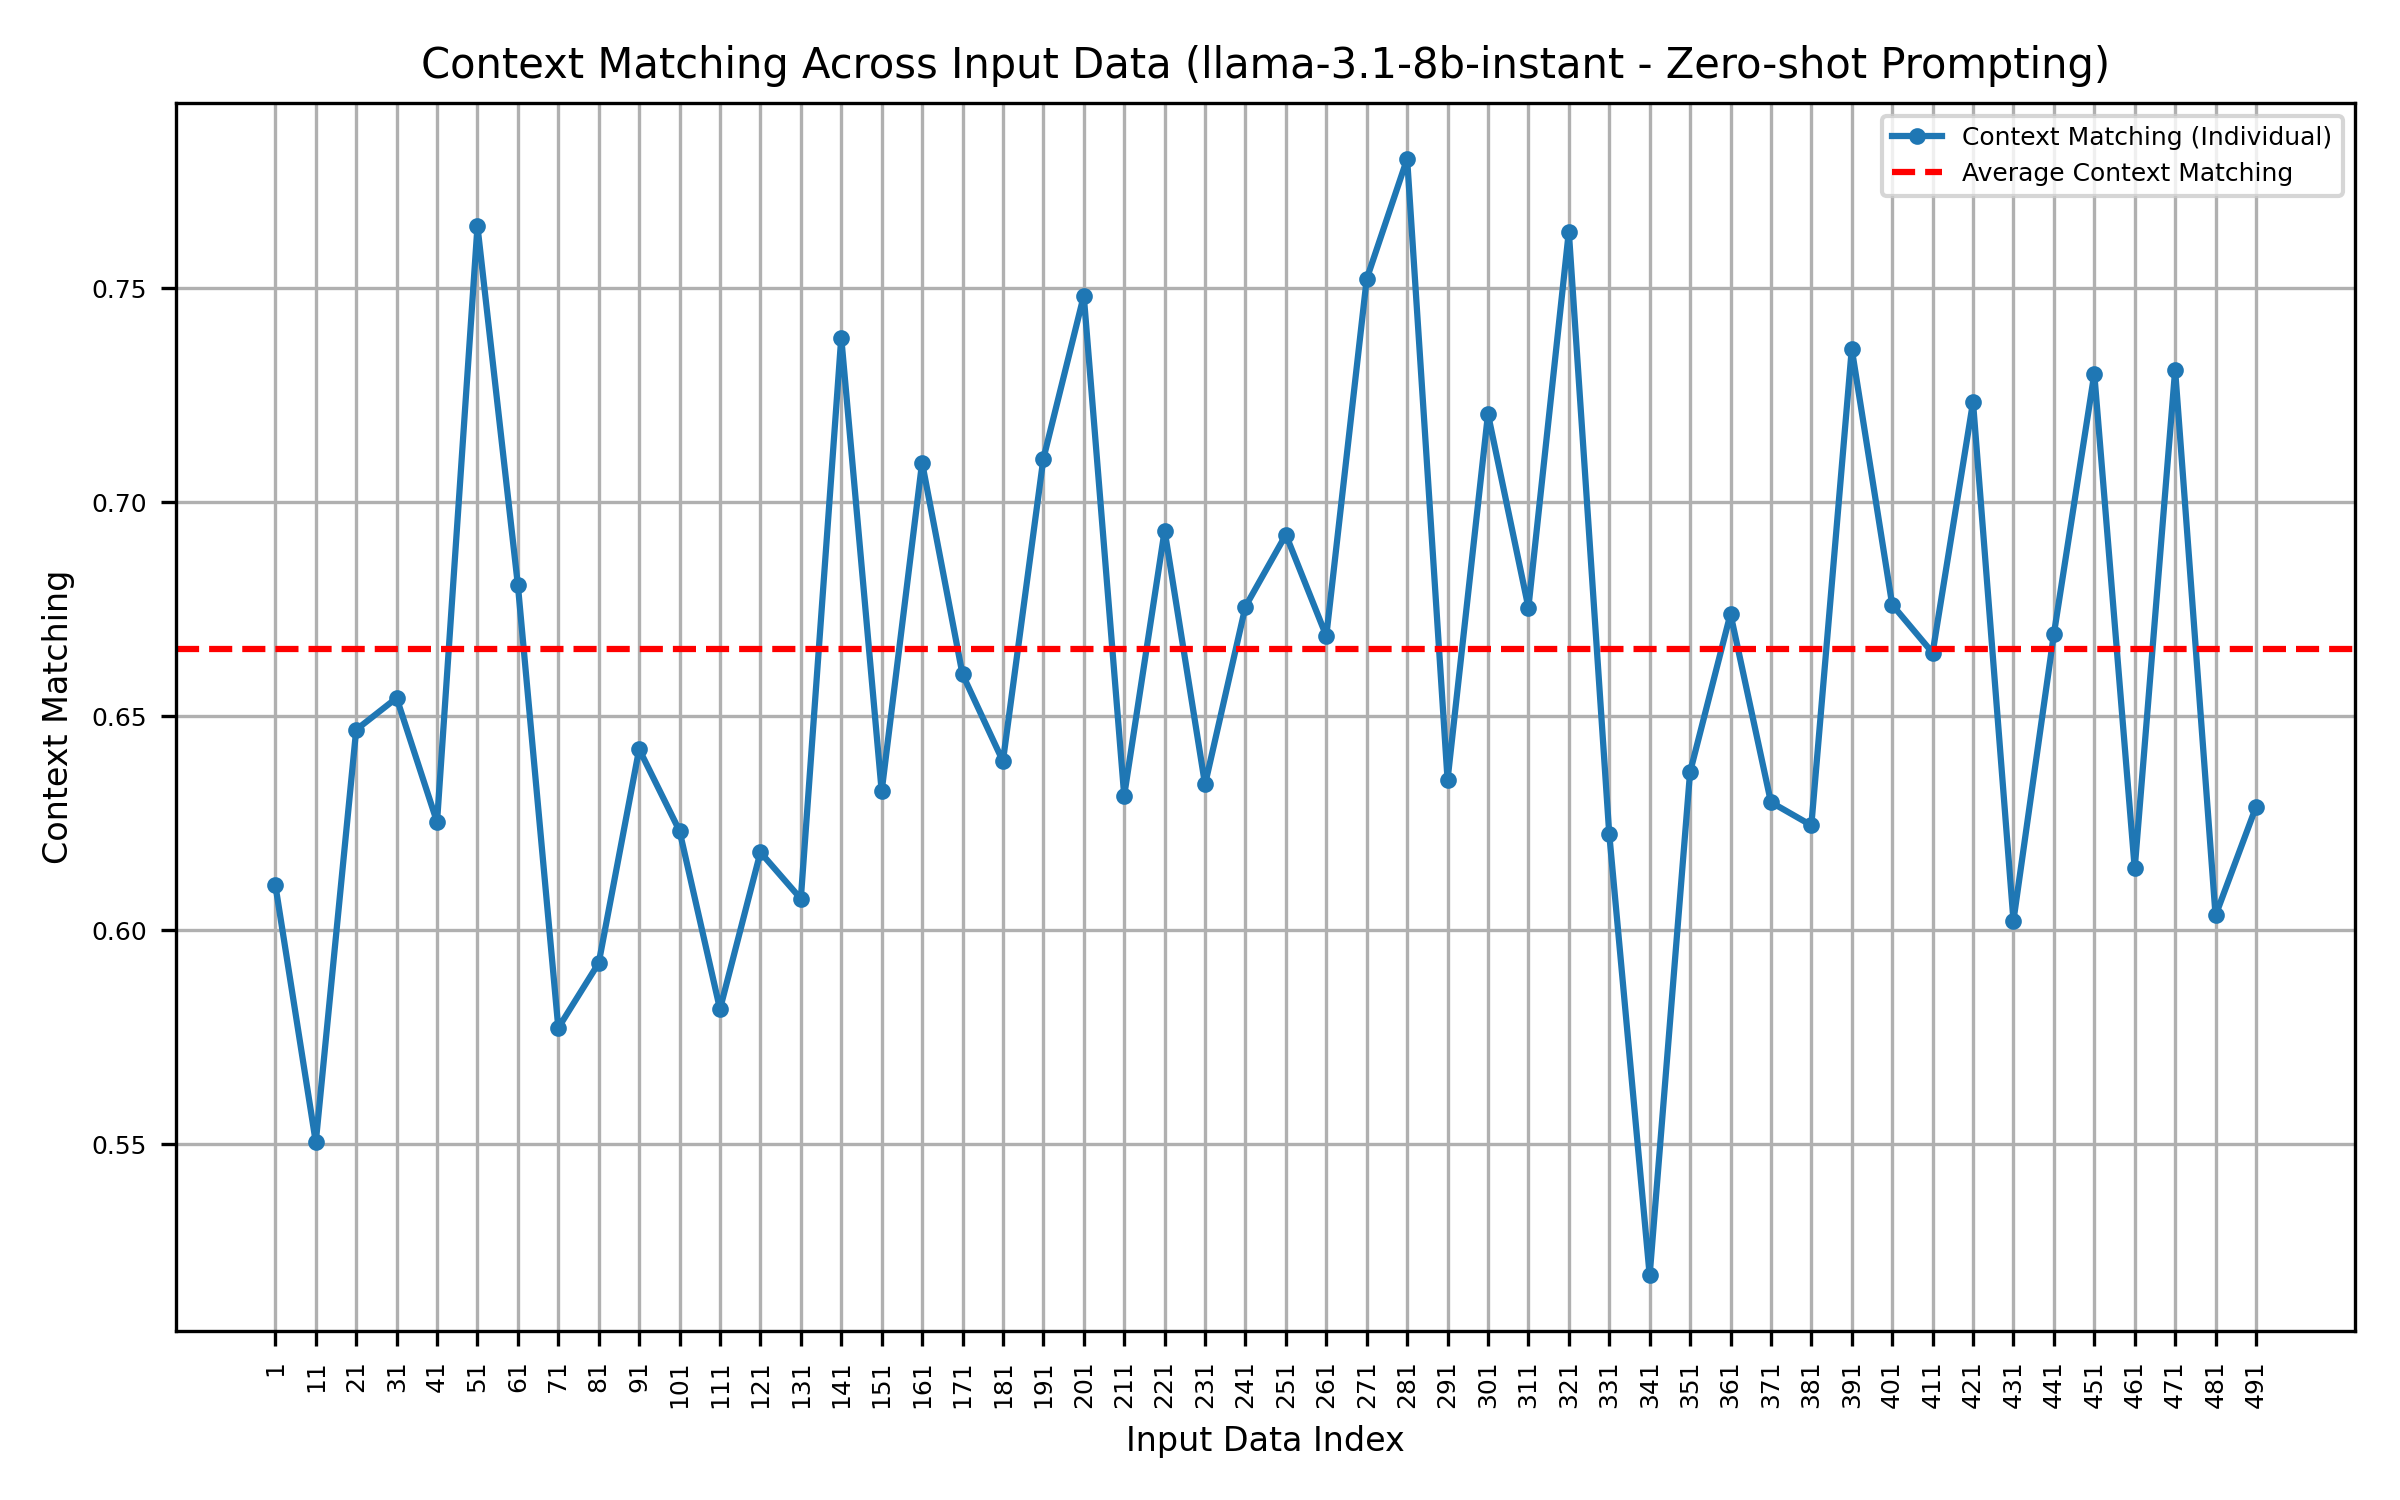 Context Matching Across Input Data (llama-3.1-8b-instant - Zero-shot Prompting)
Context Matching (Individual)
Average Context Matching
Context Matching
0.75
0.70
0.65
0.60
0.55
1 11 21 31 41 51 61 71 81 91 101 111 121 131 141 151 161 171 181 191 201 211 221 231 241 251 261 271 281 291 301 311 321 331 341 351 361 371 381 391 401 411 421 431 441 451 461 471 481 491
Input Data Index